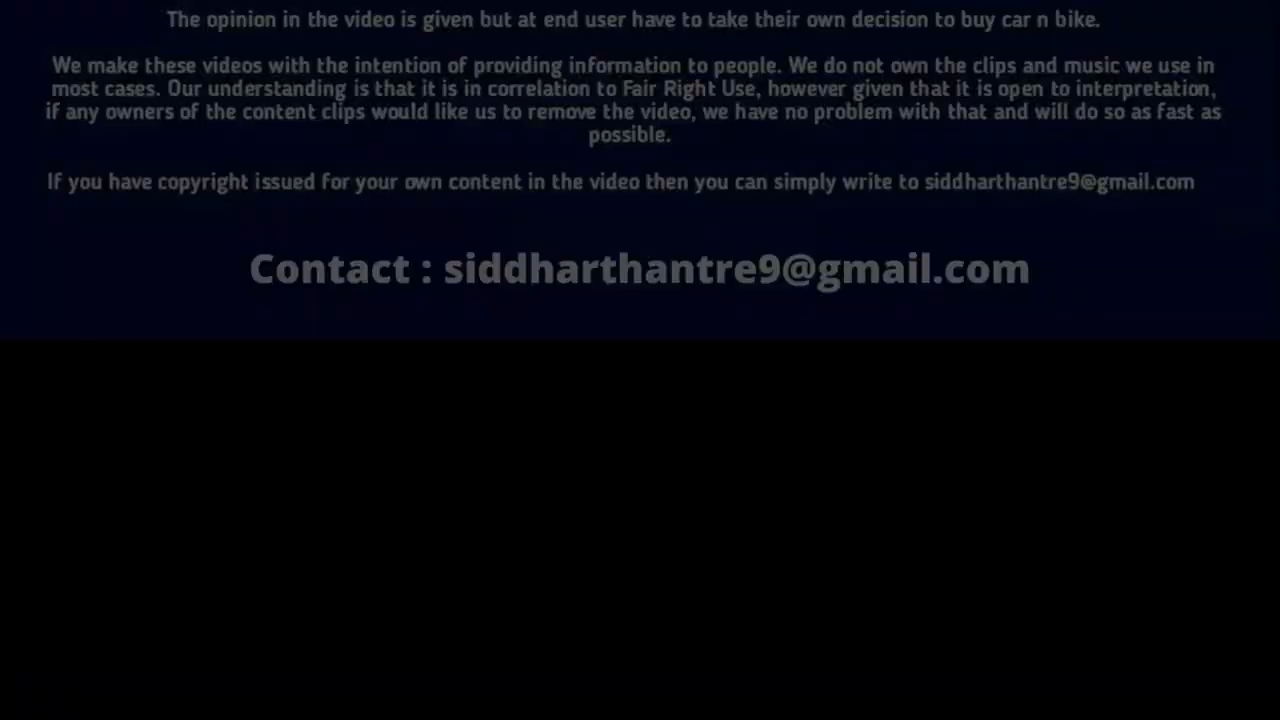 The opinion in the video is given but at end user have to take their own decision to buy car n bike.
We make these videos with the intention of providing information to people. We do not own the clips and music we use in
most cases. Our understanding is that it is in correlation to Fair Right Use, however given that it is open to interpretation,
if any owners of the content clips would like us to remove the video, we have no problem with that and will do so as fast as
possible.
If you have copyright issued for your own content in the video then you can simply write to siddharthantre9@gmail.com
Contact : siddharthantre9@gmail.com